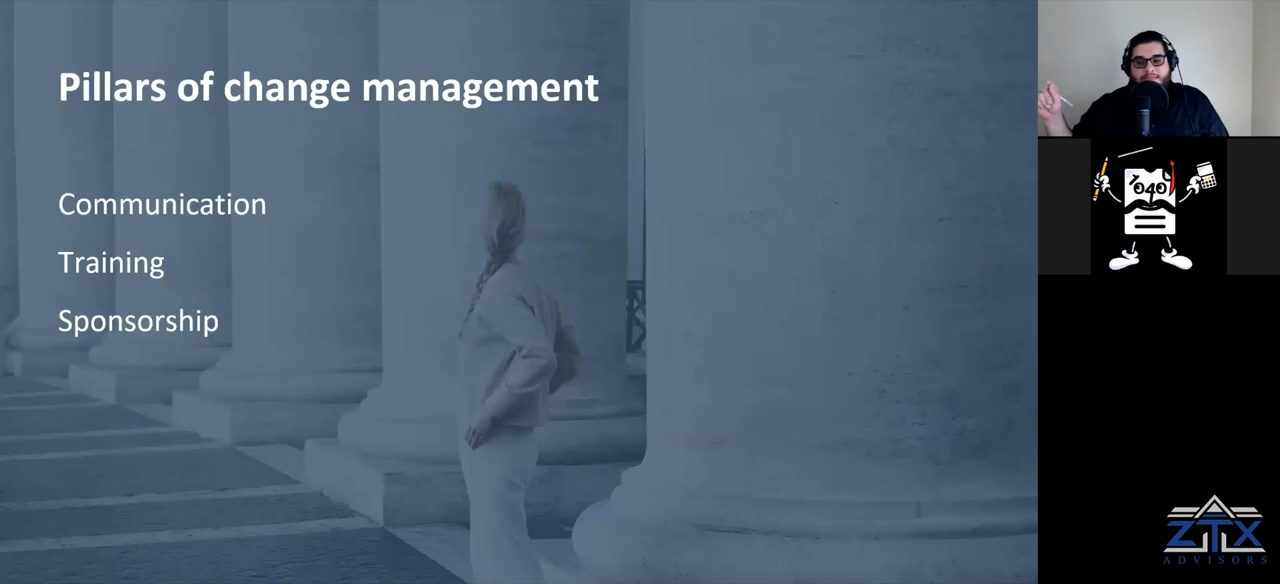 Pillars of change management
Communication
Training
Sponsorship
1040
ZTX
ADVISORS